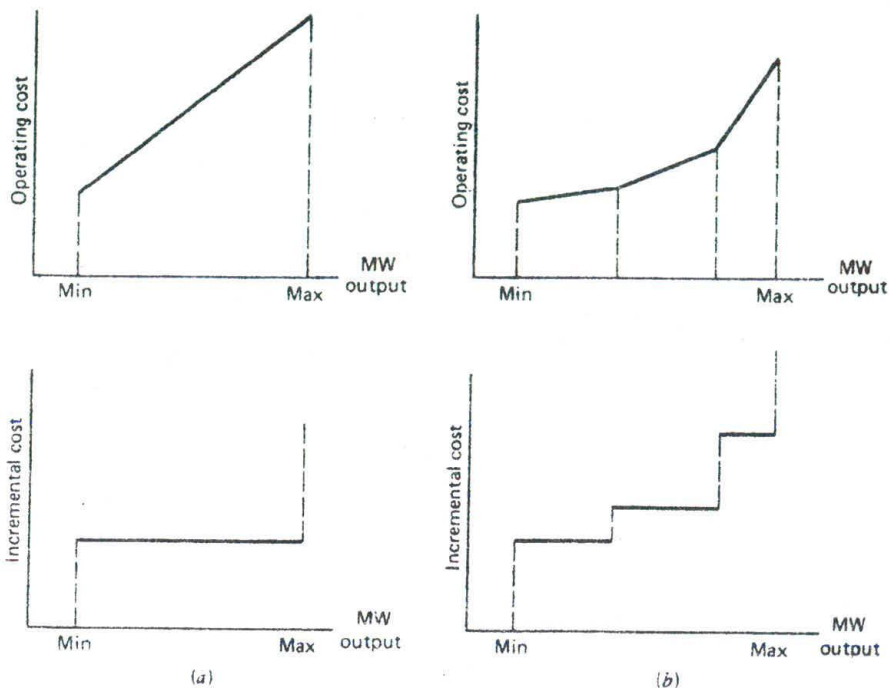 Operating cost
Min
Max
MW
output
Operating cost
Min
Max
MW
output
Incremental cost
Min
Max
MW
output
(a)
Incremental cost
Min
Max
MW
output
(b)